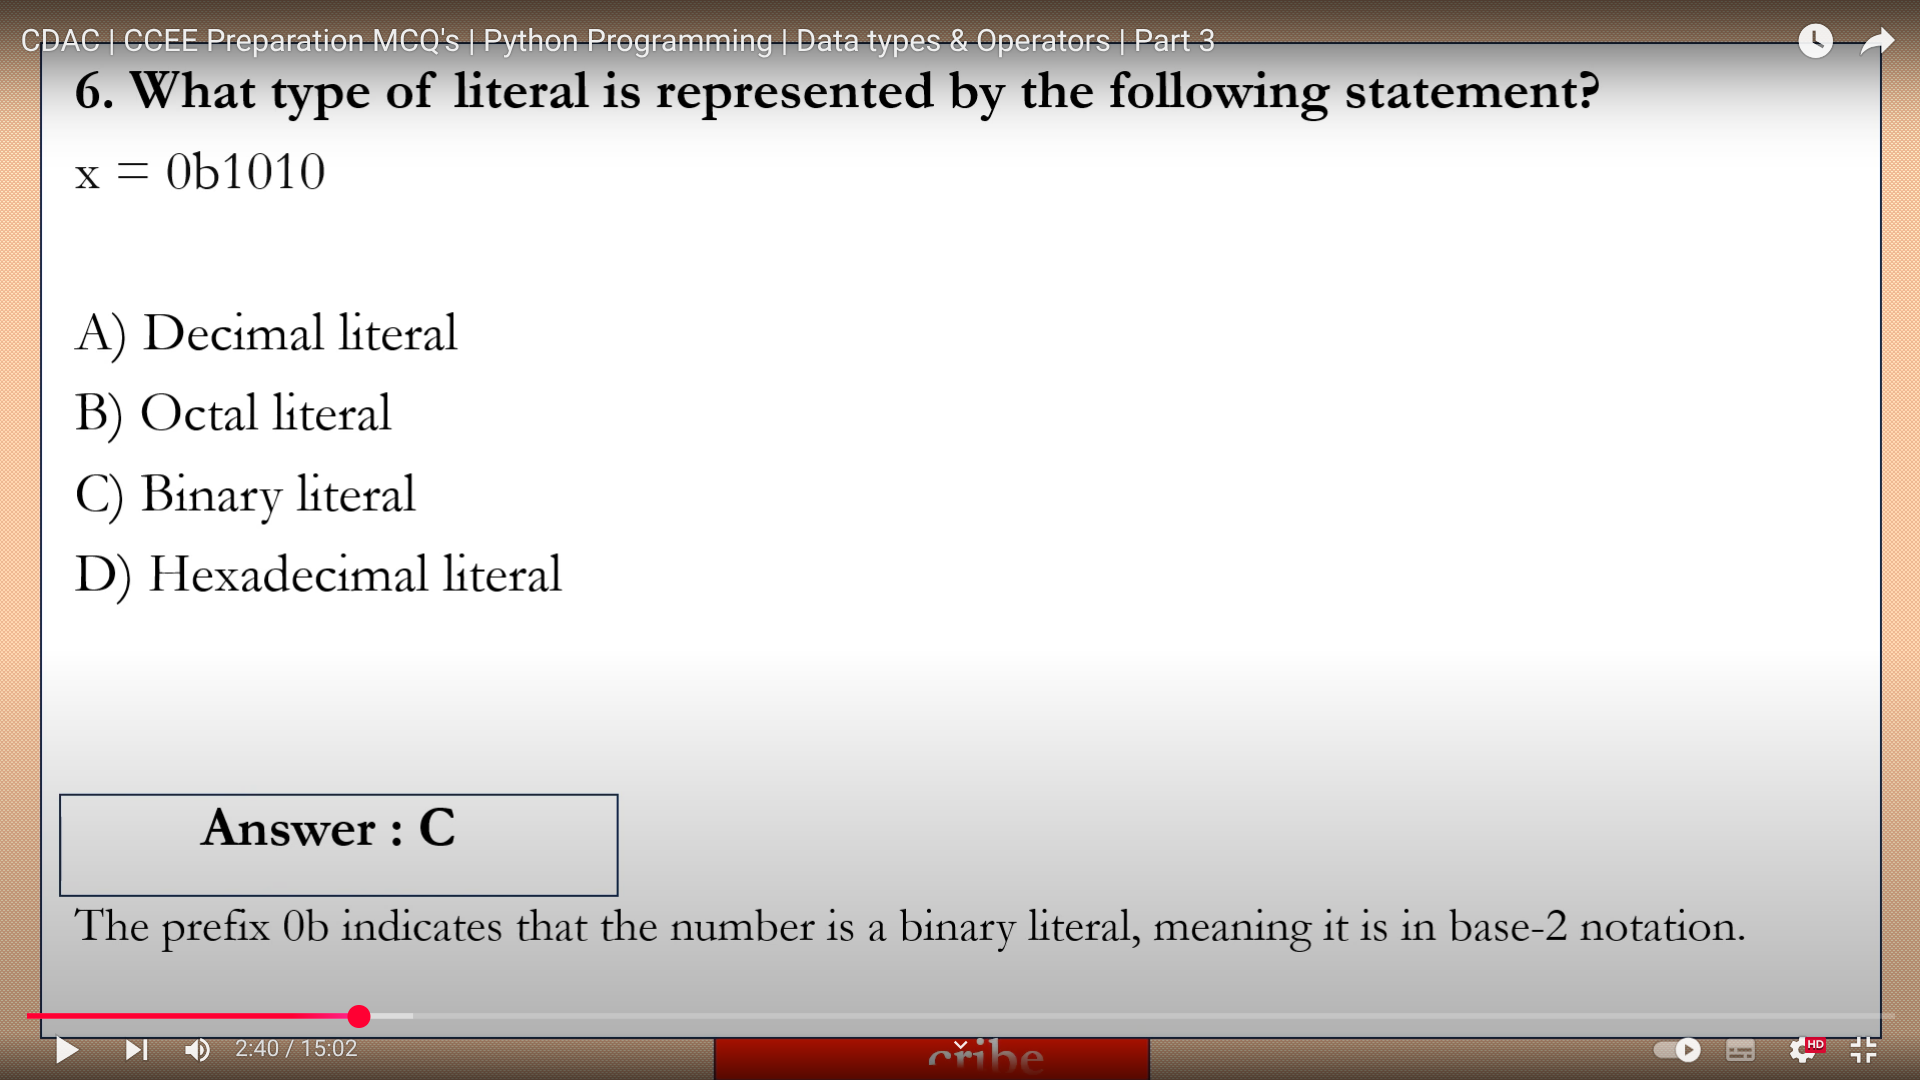 CDAC | CCEE Preparation MCQ's | Python Programming | Data types & Operators | Part 3
6. What type of literal is represented by the following statement?
x = 0b1010
A) Decimal literal
B) Octal literal
C) Binary literal
D) Hexadecimal literal
Answer : C
The prefix 0b indicates that the number is a binary literal, meaning it is in base-2 notation.
2:40 / 15:02
cribe
HD